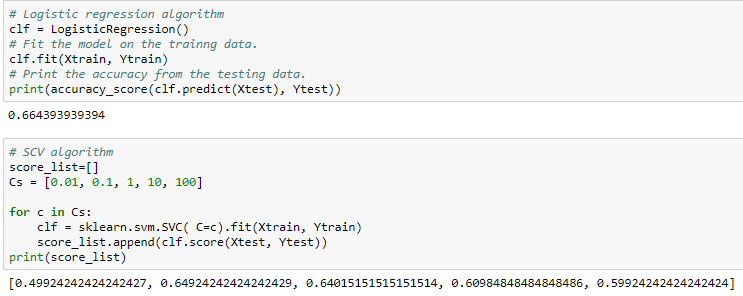 # Logistic regression algorithm
clf = LogisticRegression()
# Fit the model on the trainng data.
clf.fit(Xtrain, Ytrain)
# Print the accuracy from the testing data.
print(accuracy_score(clf.predict(Xtest), Ytest))
0.664393939394
# SCV algorithm
score_list=[]
Cs = [0.01, 0.1, 1, 10, 100]
for c in Cs:
    clf = sklearn.svm.SVC( C=c).fit(Xtrain, Ytrain)
    score_list.append(clf.score(Xtest, Ytest))
print(score_list)
[0.49924242424242427, 0.64924242424242429, 0.64015151515151514, 0.60984848484848486, 0.59924242424242424]